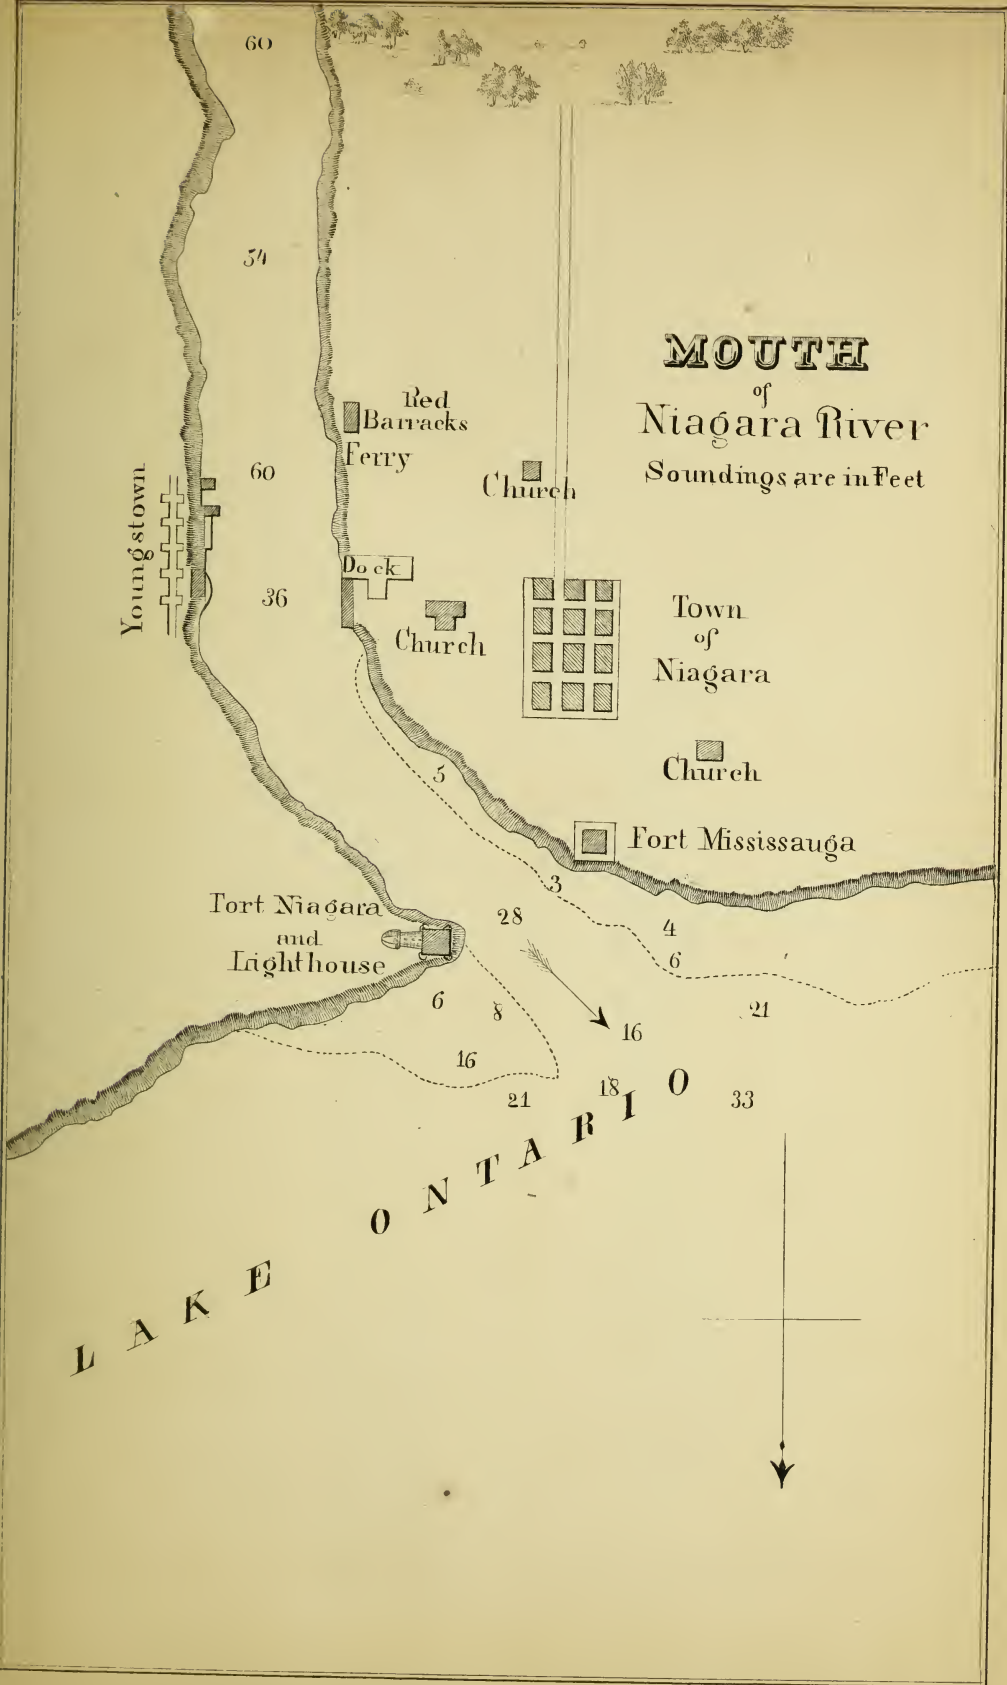 60
54
MOUTH
of
Niagara River
Soundings are in Feet
Red
Barracks
Ferry
60
Church
Youngstown
Dock
36
Church
Town
of
Niagara
5
Church
Fort Mississauga
3
Fort Niagara
and
Lighthouse
28
4
6
6
8
21
16
16
18
21
33
LAKE ONTARIO